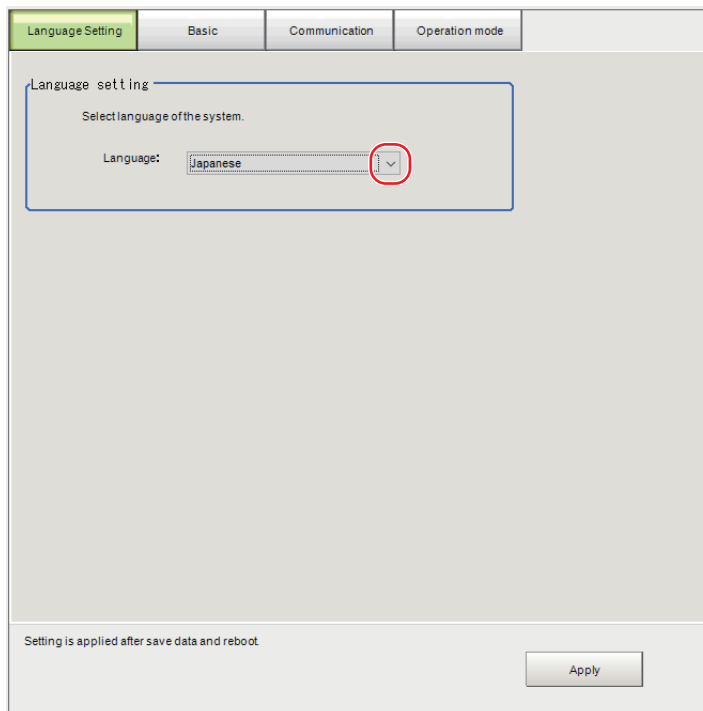 Language Setting Basic Communication Operation mode
Language setting
Select language of the system.
Language: Japanese
Setting is applied after save data and reboot.
Apply